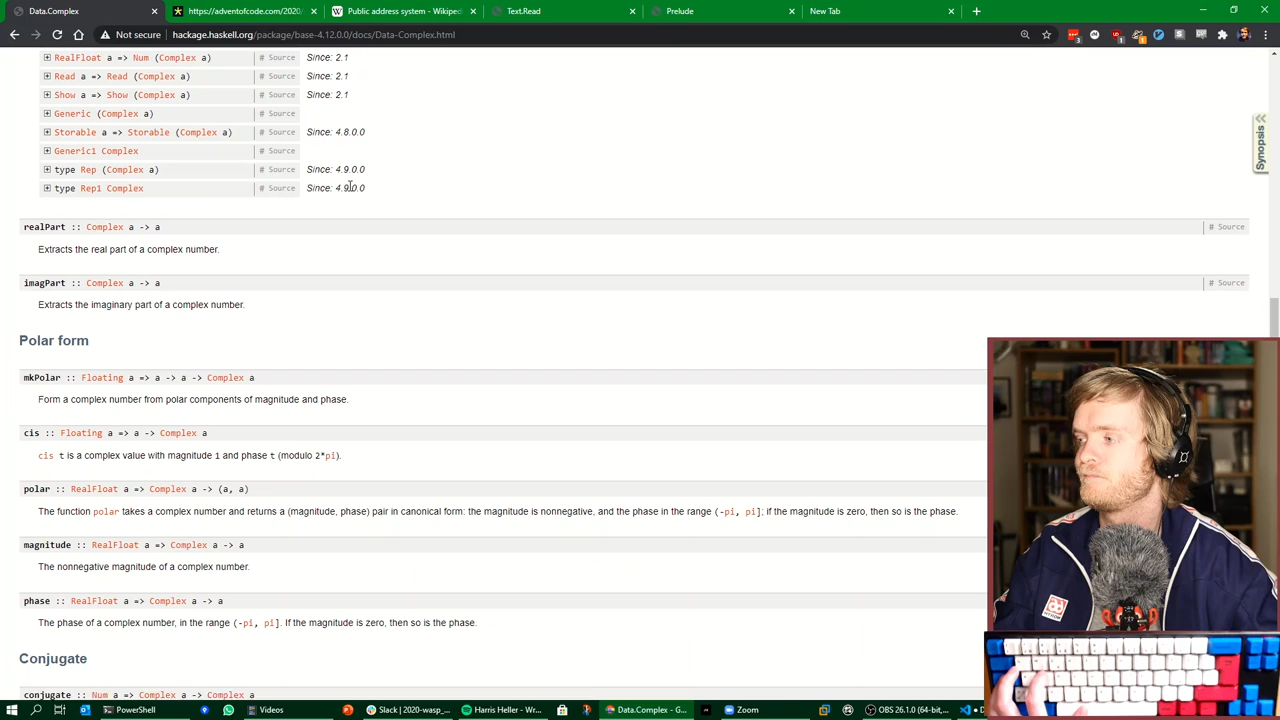 Data.Complex
https://adventofcode.com/2020/
Public address system - Wikiped
Text.Read
Prelude
New Tab
Not secure
hackage.haskell.org/package/base-4.12.0.0/docs/Data-Complex.html
RealFloat a => Num (Complex a) # Source Since: 2.1
Read a => Read (Complex a) # Source Since: 2.1
Show a => Show (Complex a) # Source Since: 2.1
Generic (Complex a) # Source
Storable a => Storable (Complex a) # Source Since: 4.8.0.0
Generic1 Complex # Source
type Rep (Complex a) # Source Since: 4.9.0.0
type Rep1 Complex # Source Since: 4.9.0.0
Synopsis
realPart :: Complex a -> a # Source
Extracts the real part of a complex number.
imagPart :: Complex a -> a # Source
Extracts the imaginary part of a complex number.
Polar form
mkPolar :: Floating a => a -> a -> Complex a
Form a complex number from polar components of magnitude and phase.
cis :: Floating a => a -> Complex a
cis t is a complex value with magnitude 1 and phase t (modulo 2*pi).
polar :: RealFloat a => Complex a -> (a, a)
The function polar takes a complex number and returns a (magnitude, phase) pair in canonical form: the magnitude is nonnegative, and the phase in the range (-pi, pi]; if the magnitude is zero, then so is the phase.
magnitude :: RealFloat a => Complex a -> a
The nonnegative magnitude of a complex number.
phase :: RealFloat a => Complex a -> a
The phase of a complex number, in the range (-pi, pi]. If the magnitude is zero, then so is the phase.
Conjugate
conjugate :: Num a => Complex a -> Complex a
PowerShell
Videos
Slack | 2020-wasp_...
Harris Heller - Wr...
Data.Complex - G...
Zoom
OBS 26.1.0 (64-bit,...